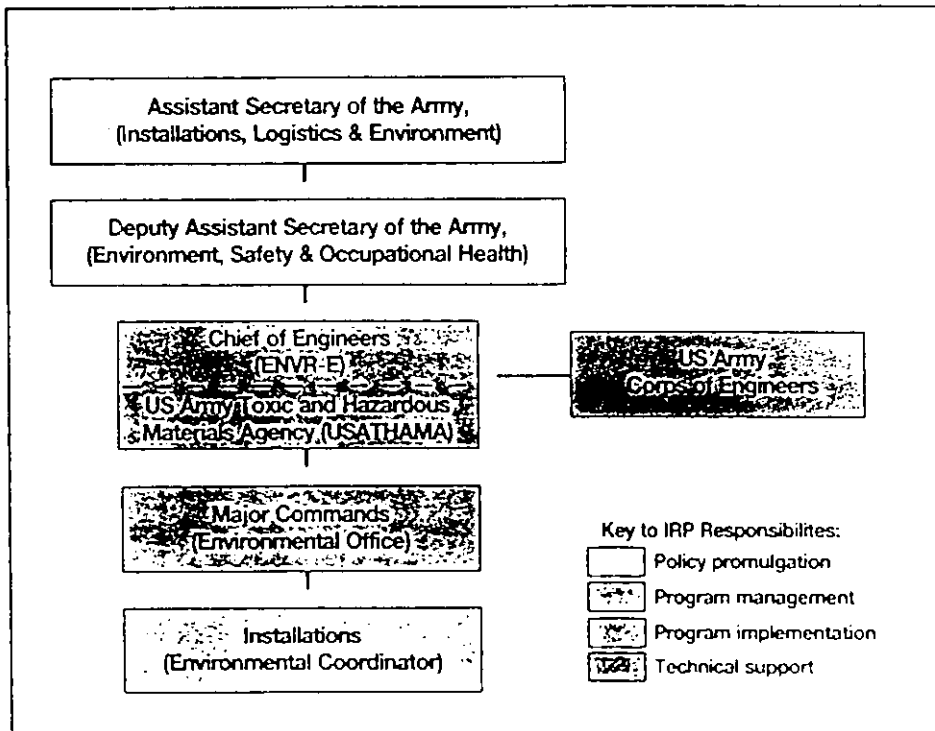 Assistant Secretary of the Army,
(Installations, Logistics & Environment)
Deputy Assistant Secretary of the Army,
(Environment, Safety & Occupational Health)
Chief of Engineers
(ENVR-E)
US Army Toxic and Hazardous
Materials Agency (USATHAMA)
US Army
Corps of Engineers
Major Commands
(Environmental Office)
Installations
(Environmental Coordinator)
Key to IRP Responsibilites:
Policy promulgation
Program management
Program implementation
Technical support